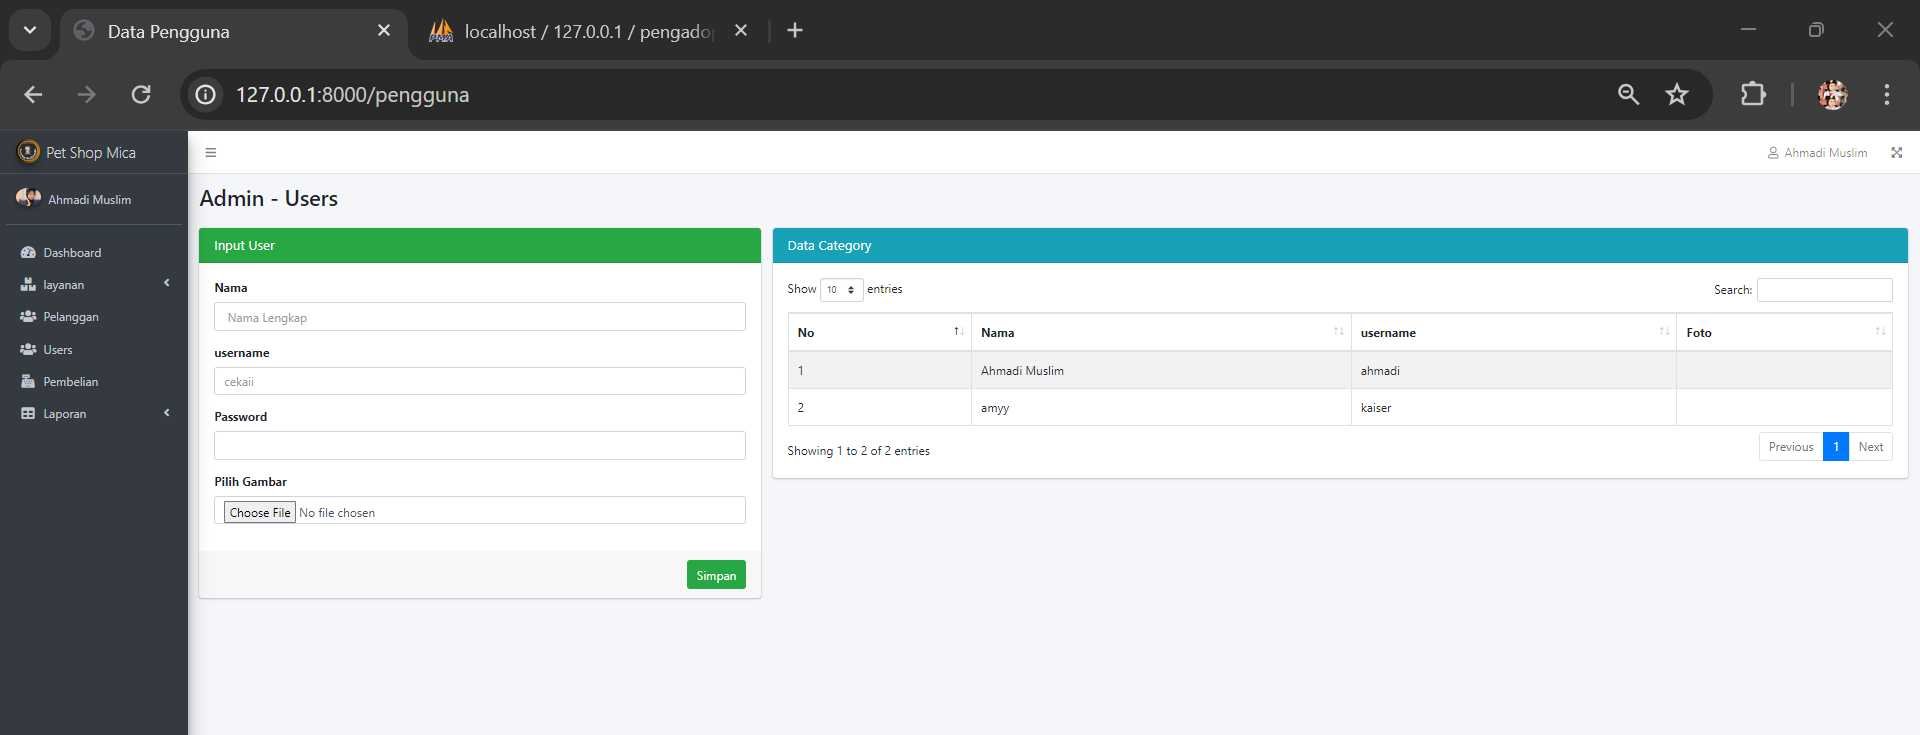 Data Pengguna
localhost / 127.0.0.1 / pengadop
127.0.0.1:8000/pengguna
Pet Shop Mica
Ahmadi Muslim
Ahmadi Muslim
Dashboard
layanan
Pelanggan
Users
Pembelian
Laporan
Admin - Users
Input User
Nama
Nama Lengkap
username
cekaii
Password
Pilih Gambar
Choose File No file chosen
Simpan
Data Category
Show 10 entries
Search:
No Nama username Foto
1 Ahmadi Muslim ahmadi
2 amyy kaiser
Showing 1 to 2 of 2 entries
Previous 1 Next